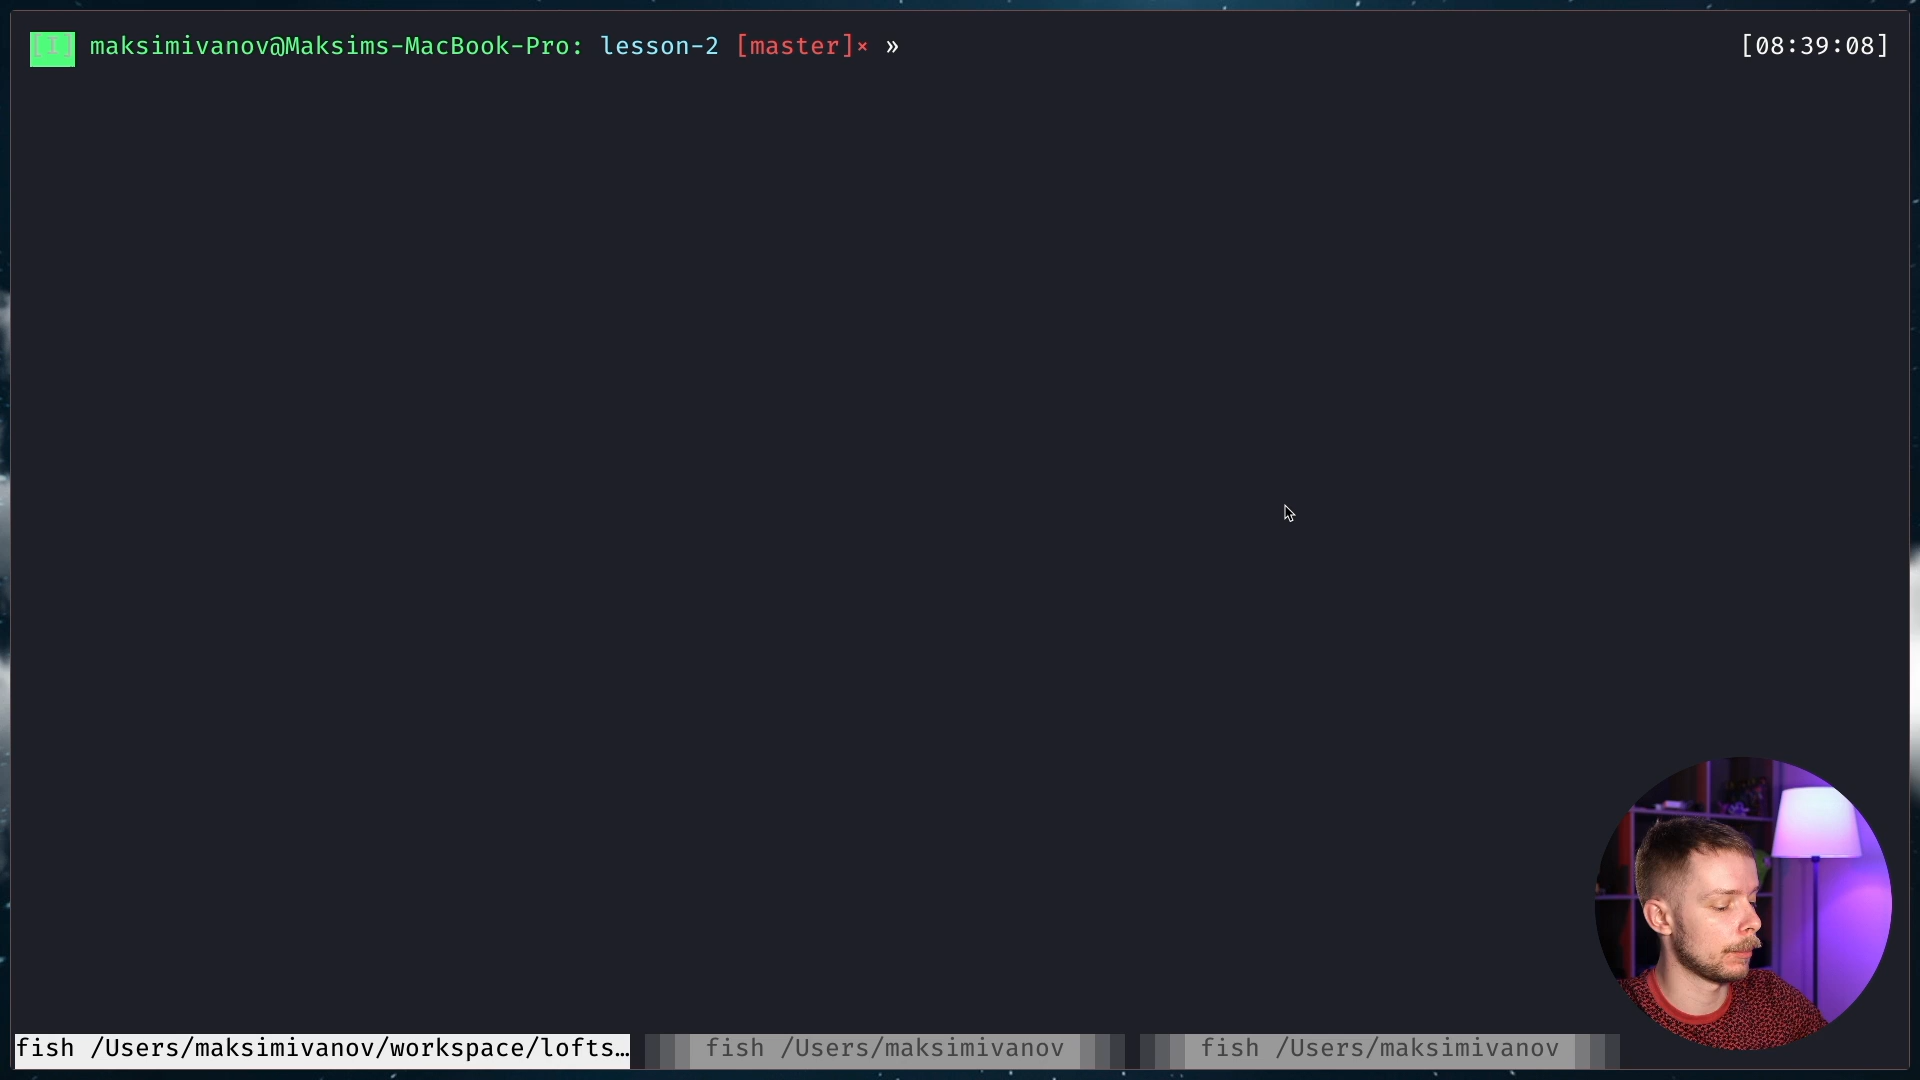 [I] maksimivanov@Maksims-MacBook-Pro: lesson-2 [master]× » [08:39:08]
fish /Users/maksimivanov/workspace/lofts… fish /Users/maksimivanov fish /Users/maksimivanov